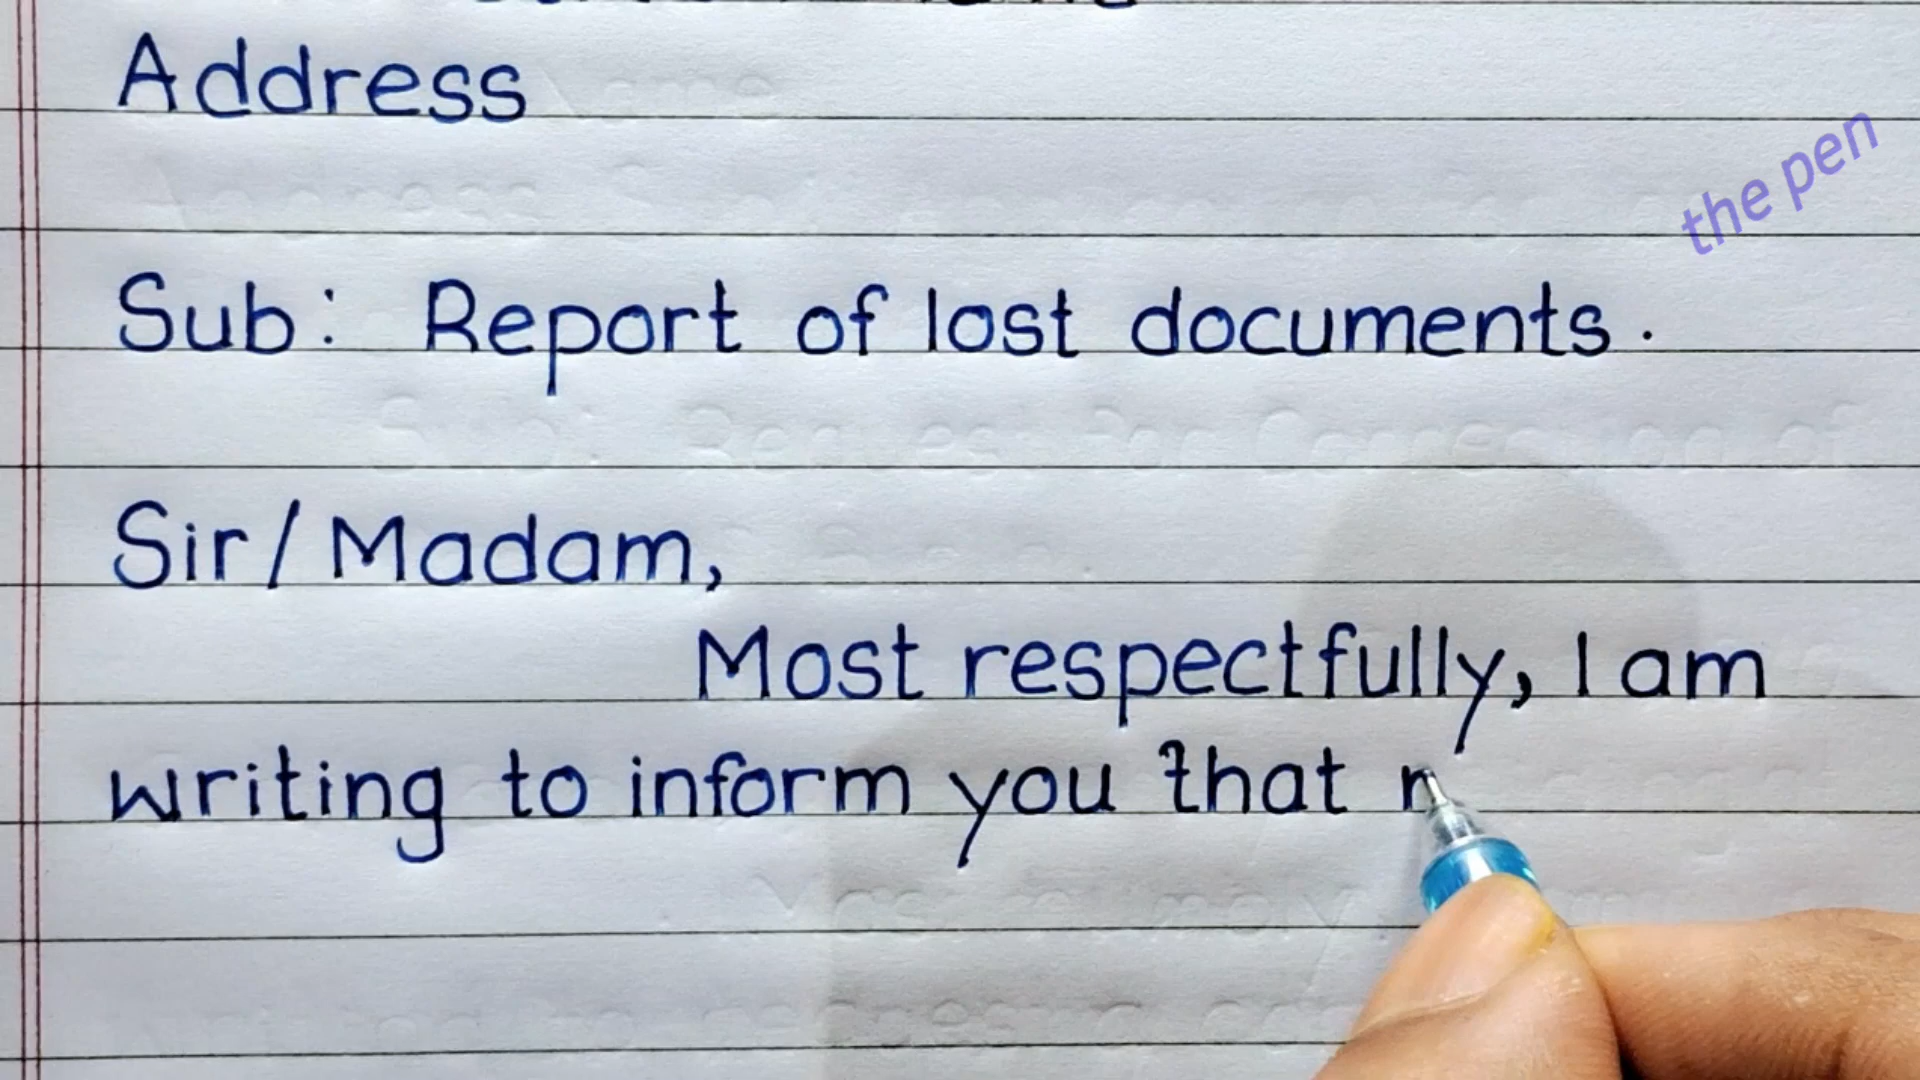 Address
the pen
Sub: Report of lost documents.
Sir/Madam,
Most respectfully, I am
writing to inform you that